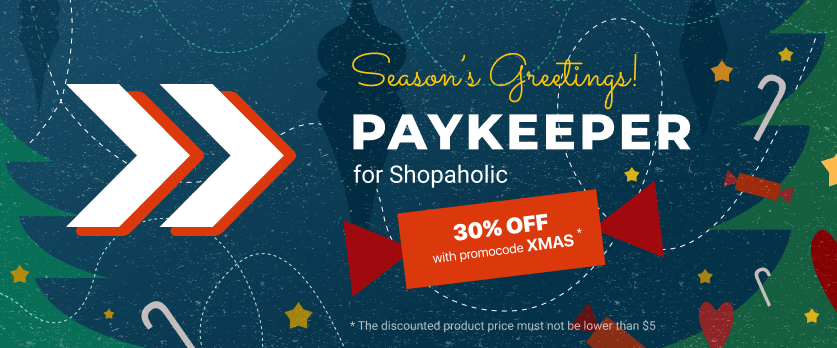 Season's Greetings!
PAYKEEPER
for Shopaholic
30% OFF
with promocode XMAS *
* The discounted product price must not be lower than $5